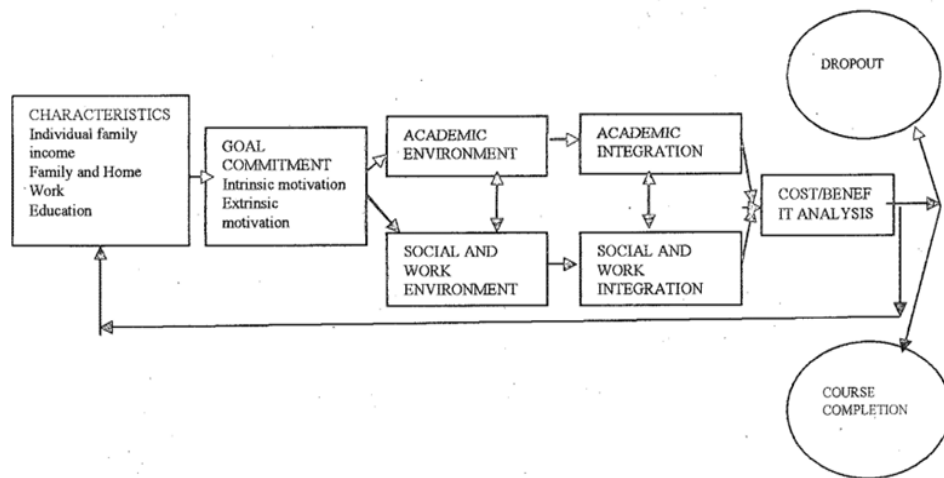 DROPOUT
CHARACTERISTICS
Individual family
income
Family and Home
Work
Education
GOAL
COMMITMENT
Intrinsic motivation
Extrinsic
motivation
ACADEMIC
ENVIRONMENT
ACADEMIC
INTEGRATION
SOCIAL AND
WORK
ENVIRONMENT
SOCIAL AND
WORK
INTEGRATION
COST/BENEF
IT ANALYSIS
COURSE
COMPLETION